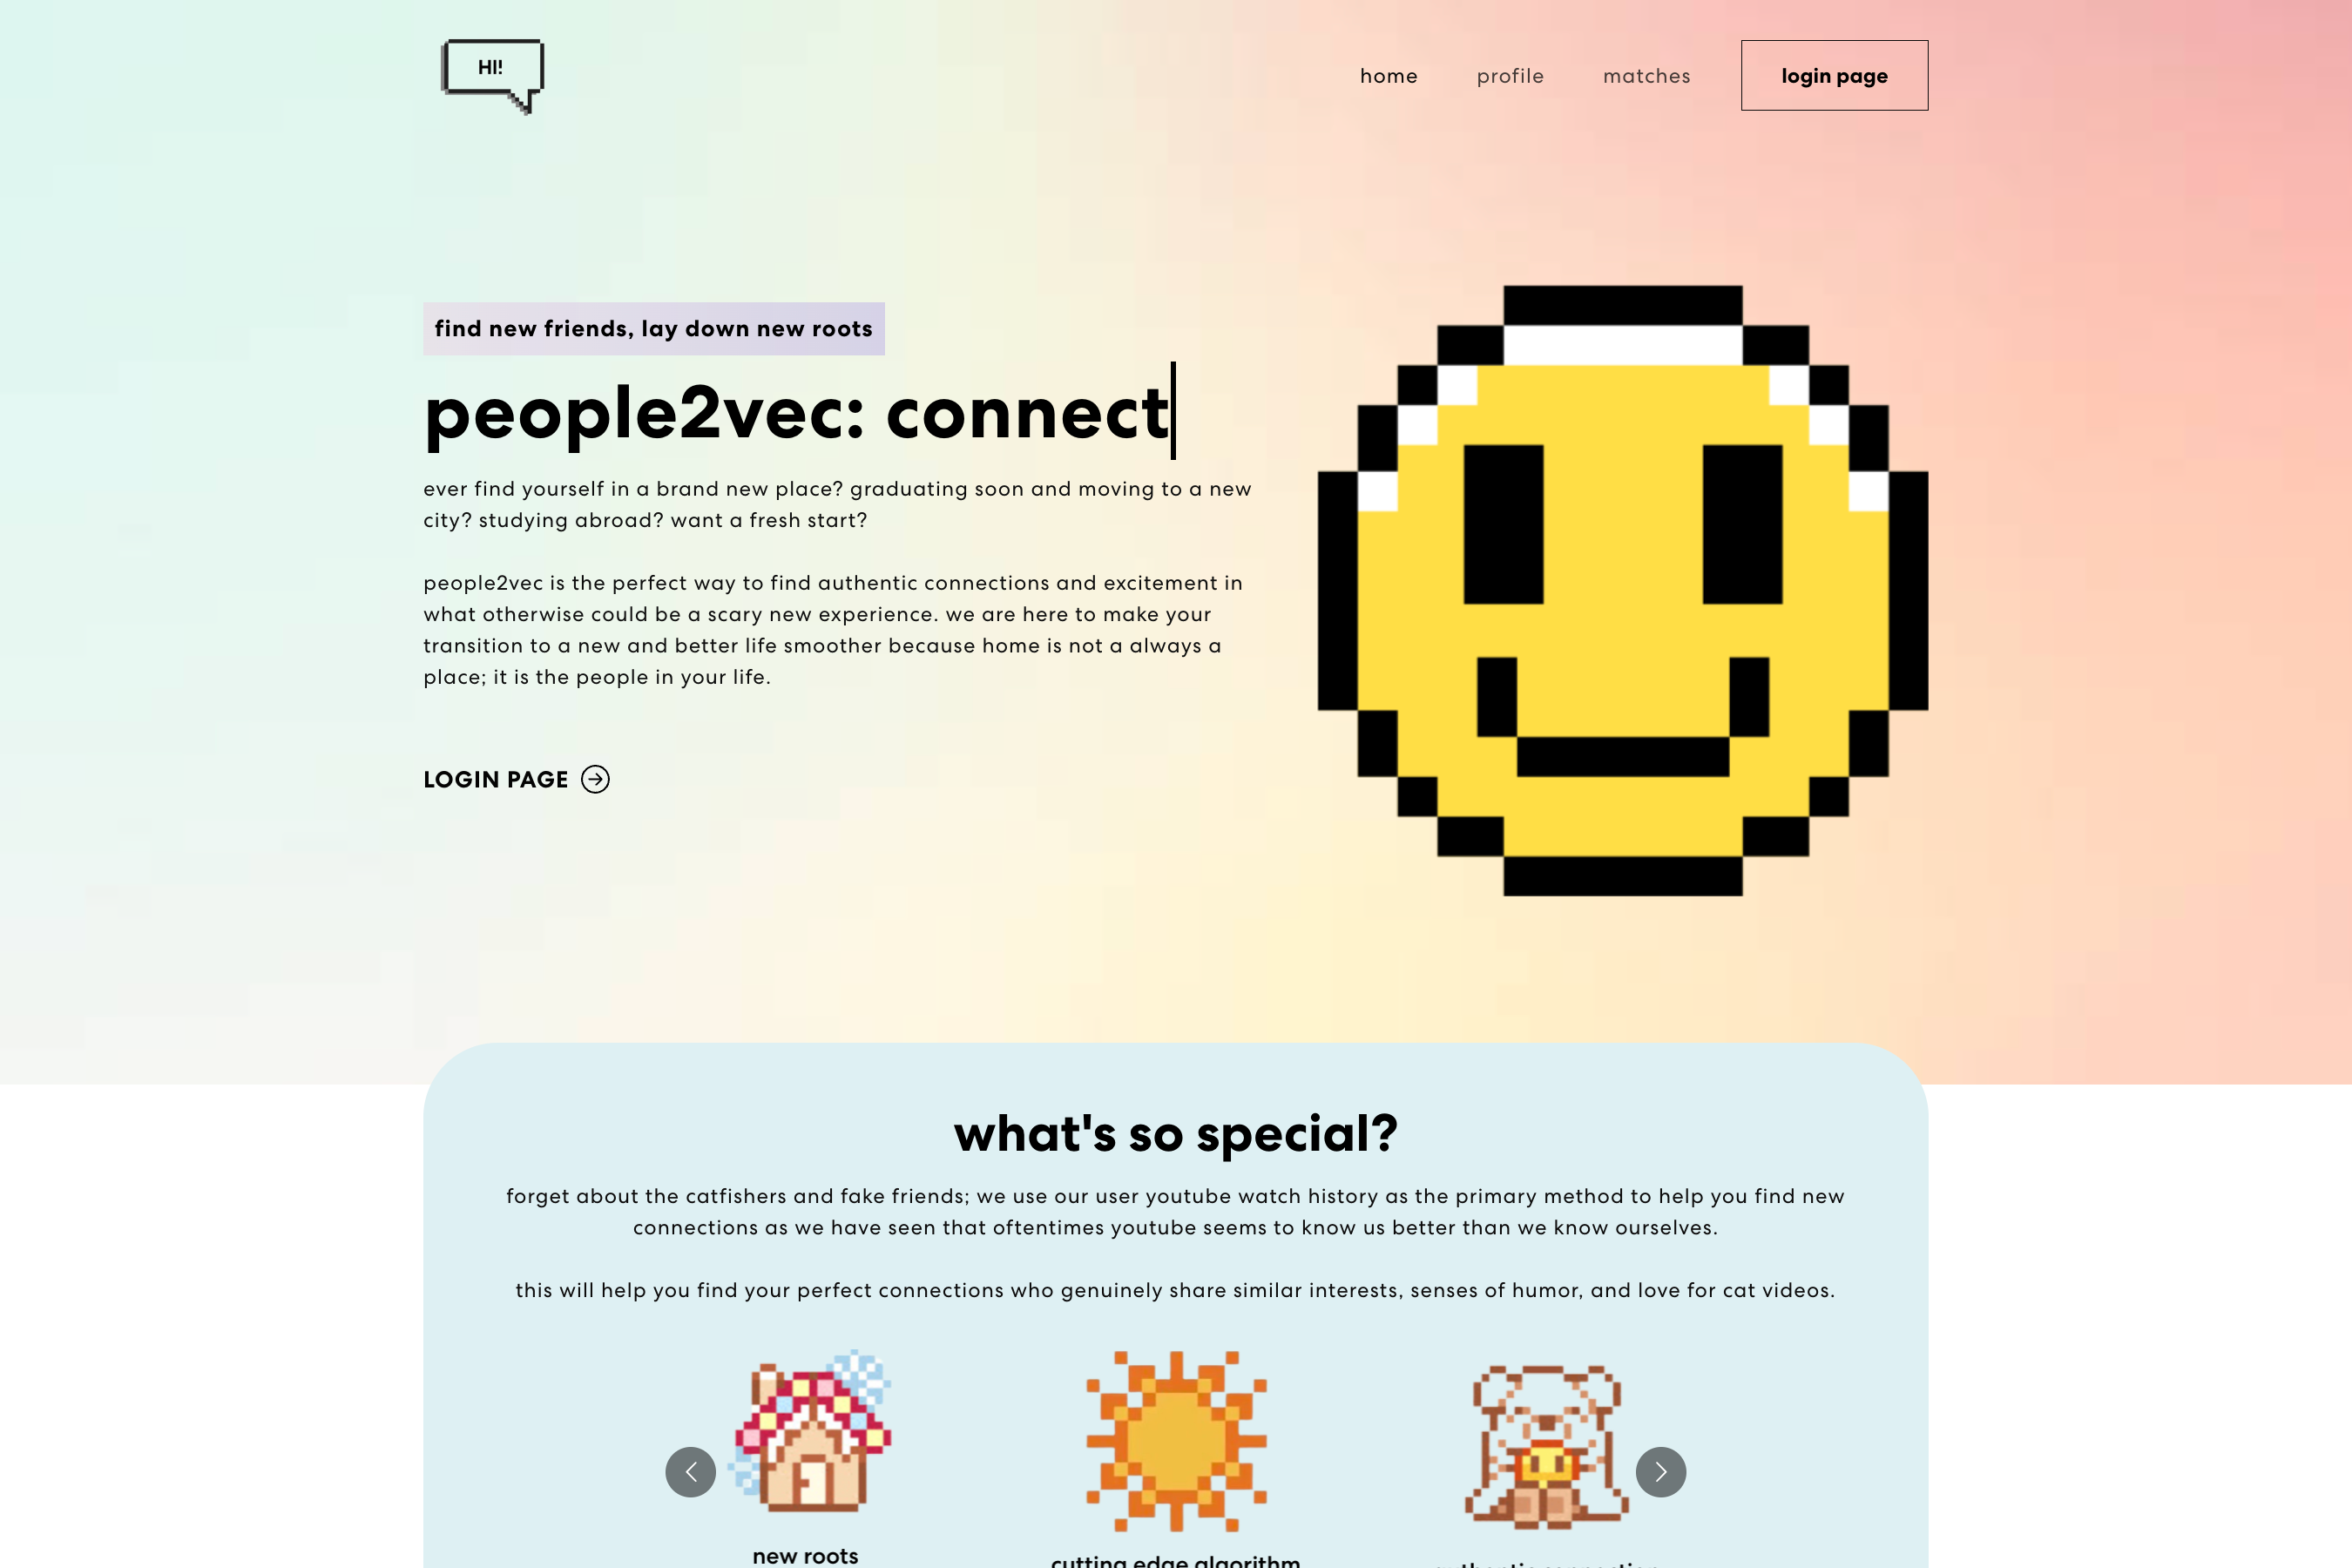 HI!
home
profile
matches
login page
find new friends, lay down new roots
people2vec: connect
ever find yourself in a brand new place? graduating soon and moving to a new
city? studying abroad? want a fresh start?
people2vec is the perfect way to find authentic connections and excitement in
what otherwise could be a scary new experience. we are here to make your
transition to a new and better life smoother because home is not a always a
place; it is the people in your life.
LOGIN PAGE
what's so special?
forget about the catfishers and fake friends; we use our user youtube watch history as the primary method to help you find new
connections as we have seen that oftentimes youtube seems to know us better than we know ourselves.
this will help you find your perfect connections who genuinely share similar interests, senses of humor, and love for cat videos.
new roots
cutting edge algorithm